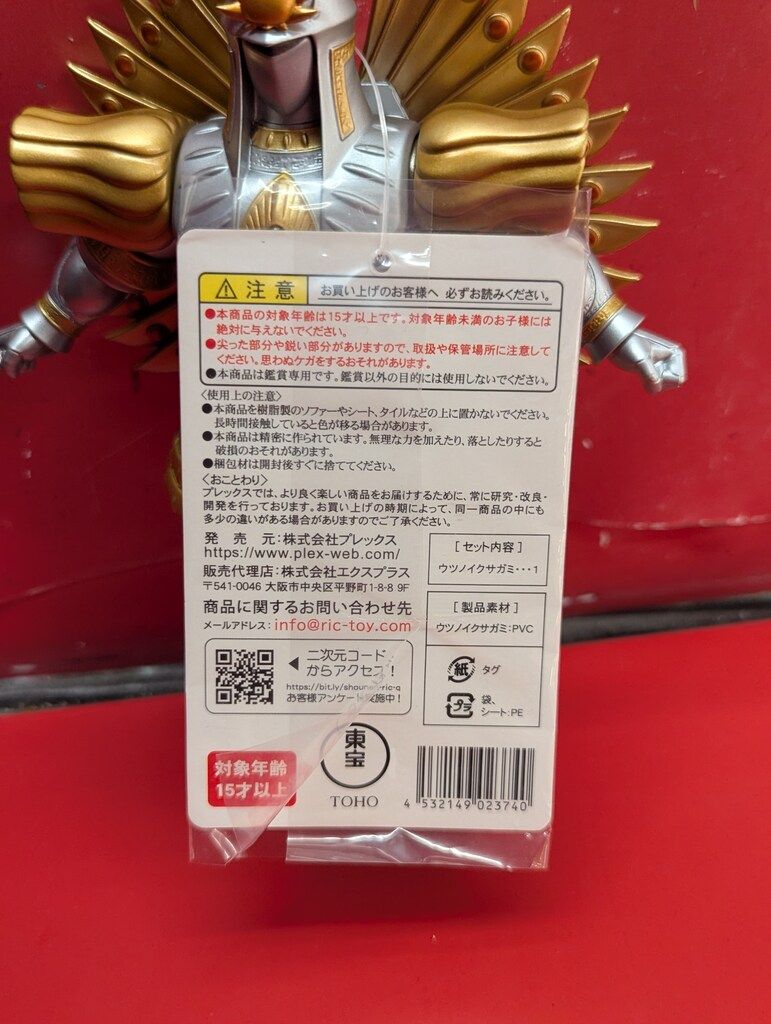 ⚠ 注意 お買い上げのお客様へ 必ずお読みください。
●本商品の対象年齢は15才以上です。対象年齢未満のお子様には
絶対に与えないでください。
●尖った部分や鋭い部分がありますので、取扱や保管場所に注意して
ください。思わぬケガをするおそれがあります。
●本商品は鑑賞専用です。鑑賞以外の目的には使用しないでください。
〈使用上の注意〉
●本商品を樹脂製のソファーやシート、タイルなどの上に置かないでください。
長時間接触していると色が移る場合があります。
●本商品は精密に作られています。無理な力を加えたり、落としたりすると
破損のおそれがあります。
●梱包材は開封後すぐに捨ててください。
〈おことわり〉
プレックスでは、より良く楽しい商品をお届けするために、常に研究・改良・
開発を行っております。お買い上げの時期によって、同一商品の中にも
多少の違いがある場合がありますのでご了承ください。
発 売 元:株式会社プレックス
https://www.plex-web.com/
販売代理店:株式会社エクスプラス
〒541-0046 大阪市中央区平野町1-8-8 9F
商品に関するお問い合わせ先
メールアドレス:info@ric-toy.com
二次元コード
からアクセス!
お客様アンケート実施中!
[セット内容]
ウツノイクサガミ・・・1
[製品素材]
ウツノイクサガミ:PVC
紙 タグ
プラ 袋、
シート:PE
対象年齢
15才以上
東宝
TOHO
4 532149 023740